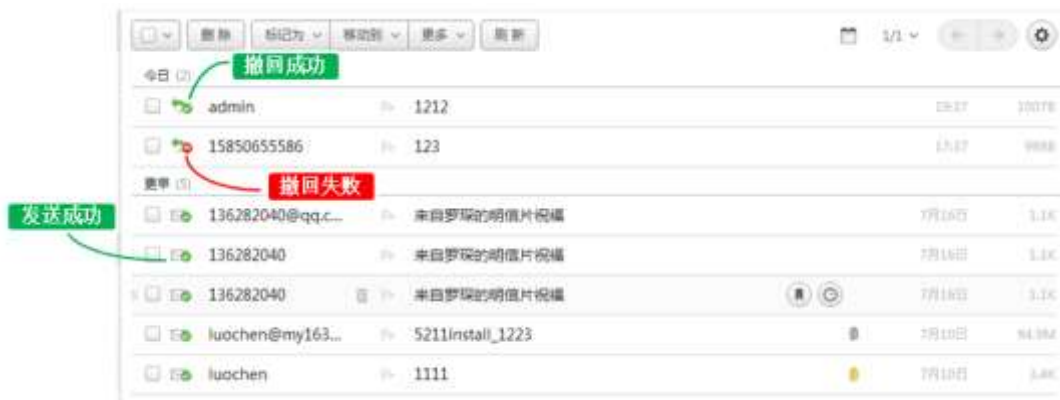 删除 标记为 移动到 更多 刷新 1/1
今日 (2) 撤回成功
admin 1212 19:37
15850655586 123 17:37
更早 (5) 撤回失败
发送成功 136282040@qq.c... 来自罗琛的明信片祝福 7月16日 1.1K
136282040 来自罗琛的明信片祝福 7月16日 1.1K
136282040 来自罗琛的明信片祝福 7月16日 1.1K
luochen@my163... 5211install_1223 7月10日
luochen 1111 7月10日